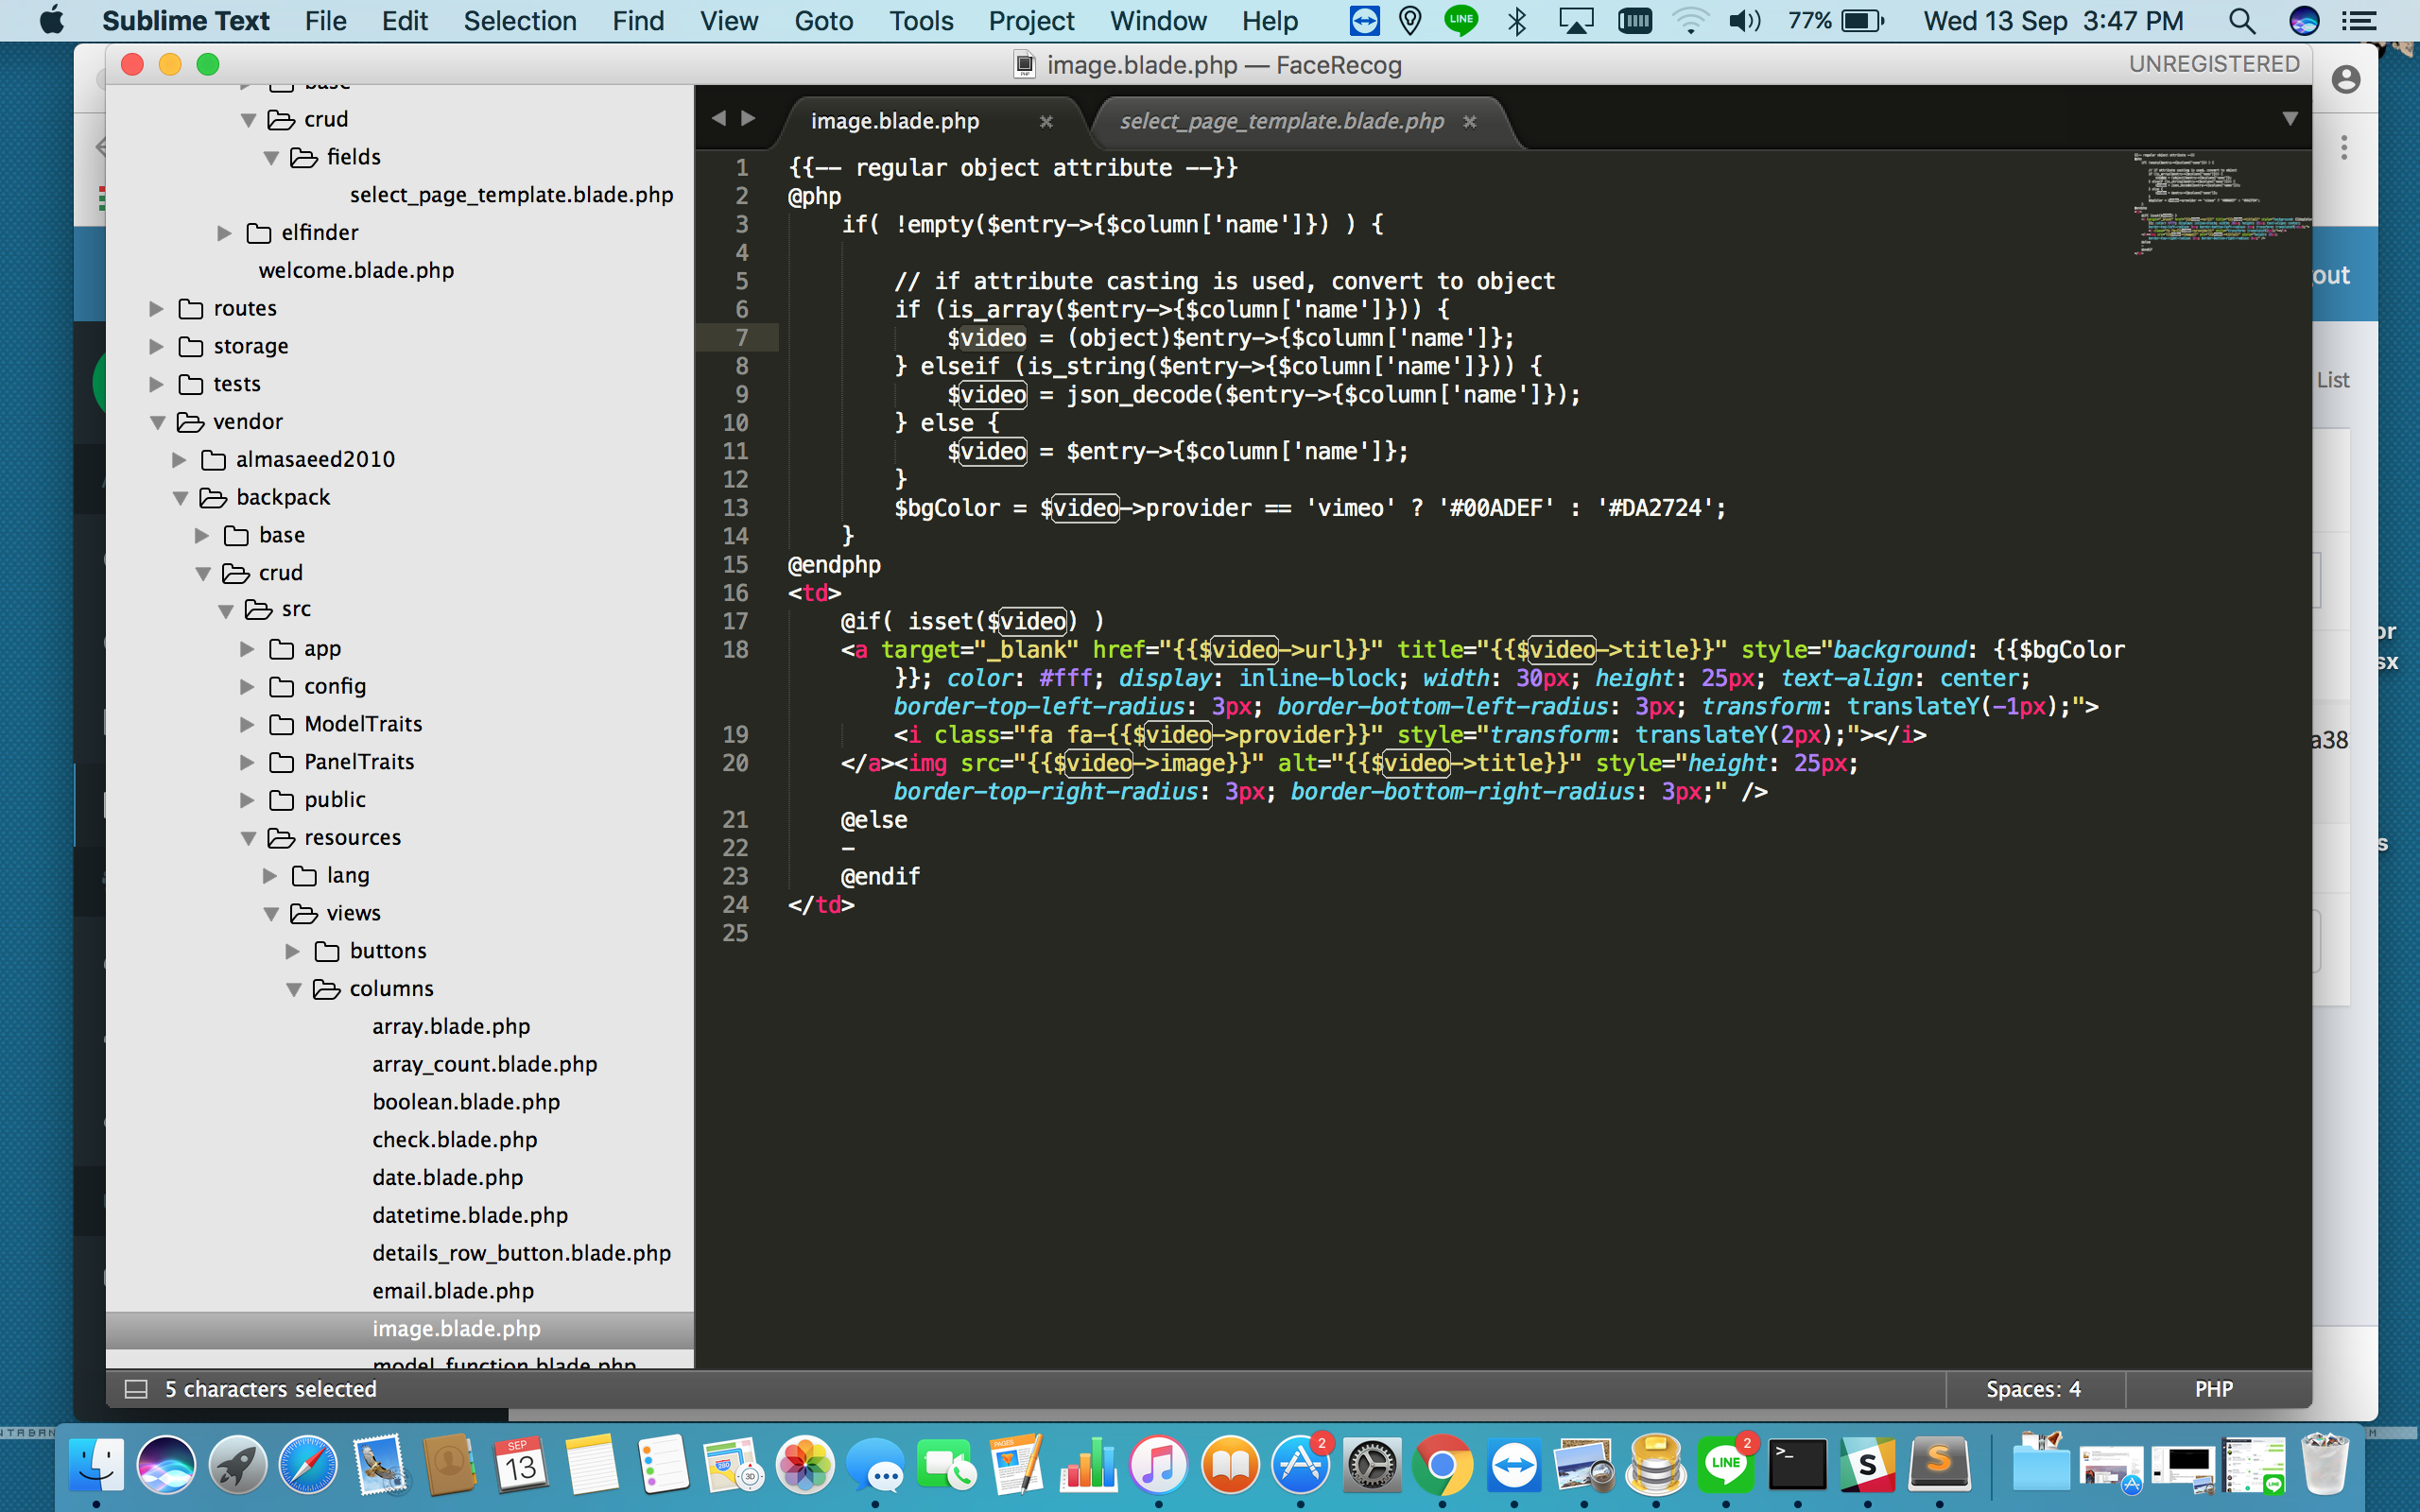 Sublime Text File Edit Selection Find View Goto Tools Project Window Help LINE 77% Wed 13 Sep 3:47 PM
image.blade.php — FaceRecog UNREGISTERED
crud
fields
select_page_template.blade.php
elfinder
welcome.blade.php
routes
storage
tests
vendor
almasaeed2010
backpack
base
crud
src
app
config
ModelTraits
PanelTraits
public
resources
lang
views
buttons
columns
array.blade.php
array_count.blade.php
boolean.blade.php
check.blade.php
date.blade.php
datetime.blade.php
details_row_button.blade.php
email.blade.php
image.blade.php
model_function.blade.php
image.blade.php select_page_template.blade.php
1 {{-- regular object attribute --}}
2 @php
3 if( !empty($entry->{$column['name']}) ) {
4
5 // if attribute casting is used, convert to object
6 if (is_array($entry->{$column['name']})) {
7 $video = (object)$entry->{$column['name']};
8 } elseif (is_string($entry->{$column['name']})) {
9 $video = json_decode($entry->{$column['name']});
10 } else {
11 $video = $entry->{$column['name']};
12 }
13 $bgColor = $video->provider == 'vimeo' ? '#00ADEF' : '#DA2724';
14 }
15 @endphp
16 <td>
17 @if( isset($video) )
18 <a target="_blank" href="{{$video->url}}" title="{{$video->title}}" style="background: {{$bgColor
}}; color: #fff; display: inline-block; width: 30px; height: 25px; text-align: center;
border-top-left-radius: 3px; border-bottom-left-radius: 3px; transform: translateY(-1px);">
19 <i class="fa fa-{{$video->provider}}" style="transform: translateY(2px);"></i>
20 </a><img src="{{$video->image}}" alt="{{$video->title}}" style="height: 25px;
border-top-right-radius: 3px; border-bottom-right-radius: 3px;" />
21 @else
22 -
23 @endif
24 </td>
25
out
List
or
sx
a38
s
5 characters selected Spaces: 4 PHP
SEP
13
PAGES
280
3D
2
LINE
2
>_
S
S